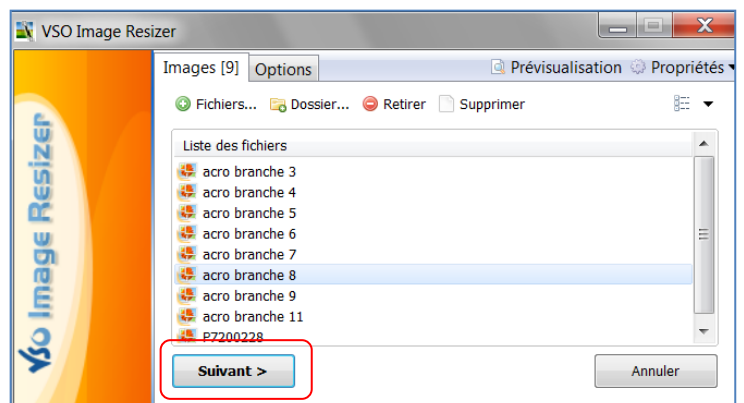 VSO Image Resizer
Images [9] Options Prévisualisation Propriétés
Fichiers... Dossier... Retirer Supprimer
Liste des fichiers
acro branche 3
acro branche 4
acro branche 5
acro branche 6
acro branche 7
acro branche 8
acro branche 9
acro branche 11
P7200228
Suivant >
Annuler
Vso Image Resizer